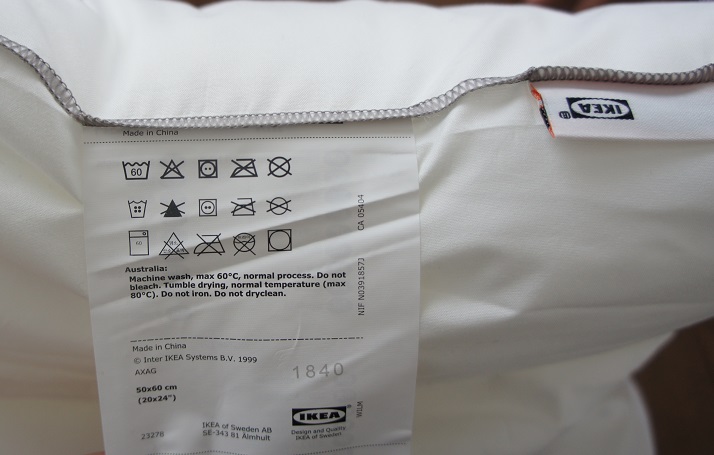 IKEA
Made in China
60
60
Australia:
Machine wash, max 60°C, normal process. Do not
bleach. Tumble drying, normal temperature (max
80°C). Do not iron. Do not dryclean.
CA 05404
NIF N0391857J
Made in China
© Inter IKEA Systems B.V. 1999
AXAG
1840
50x60 cm
(20x24")
IKEA®
Design and Quality
IKEA of Sweden
IKEA of Sweden AB
SE-343 81 Älmhult
23278